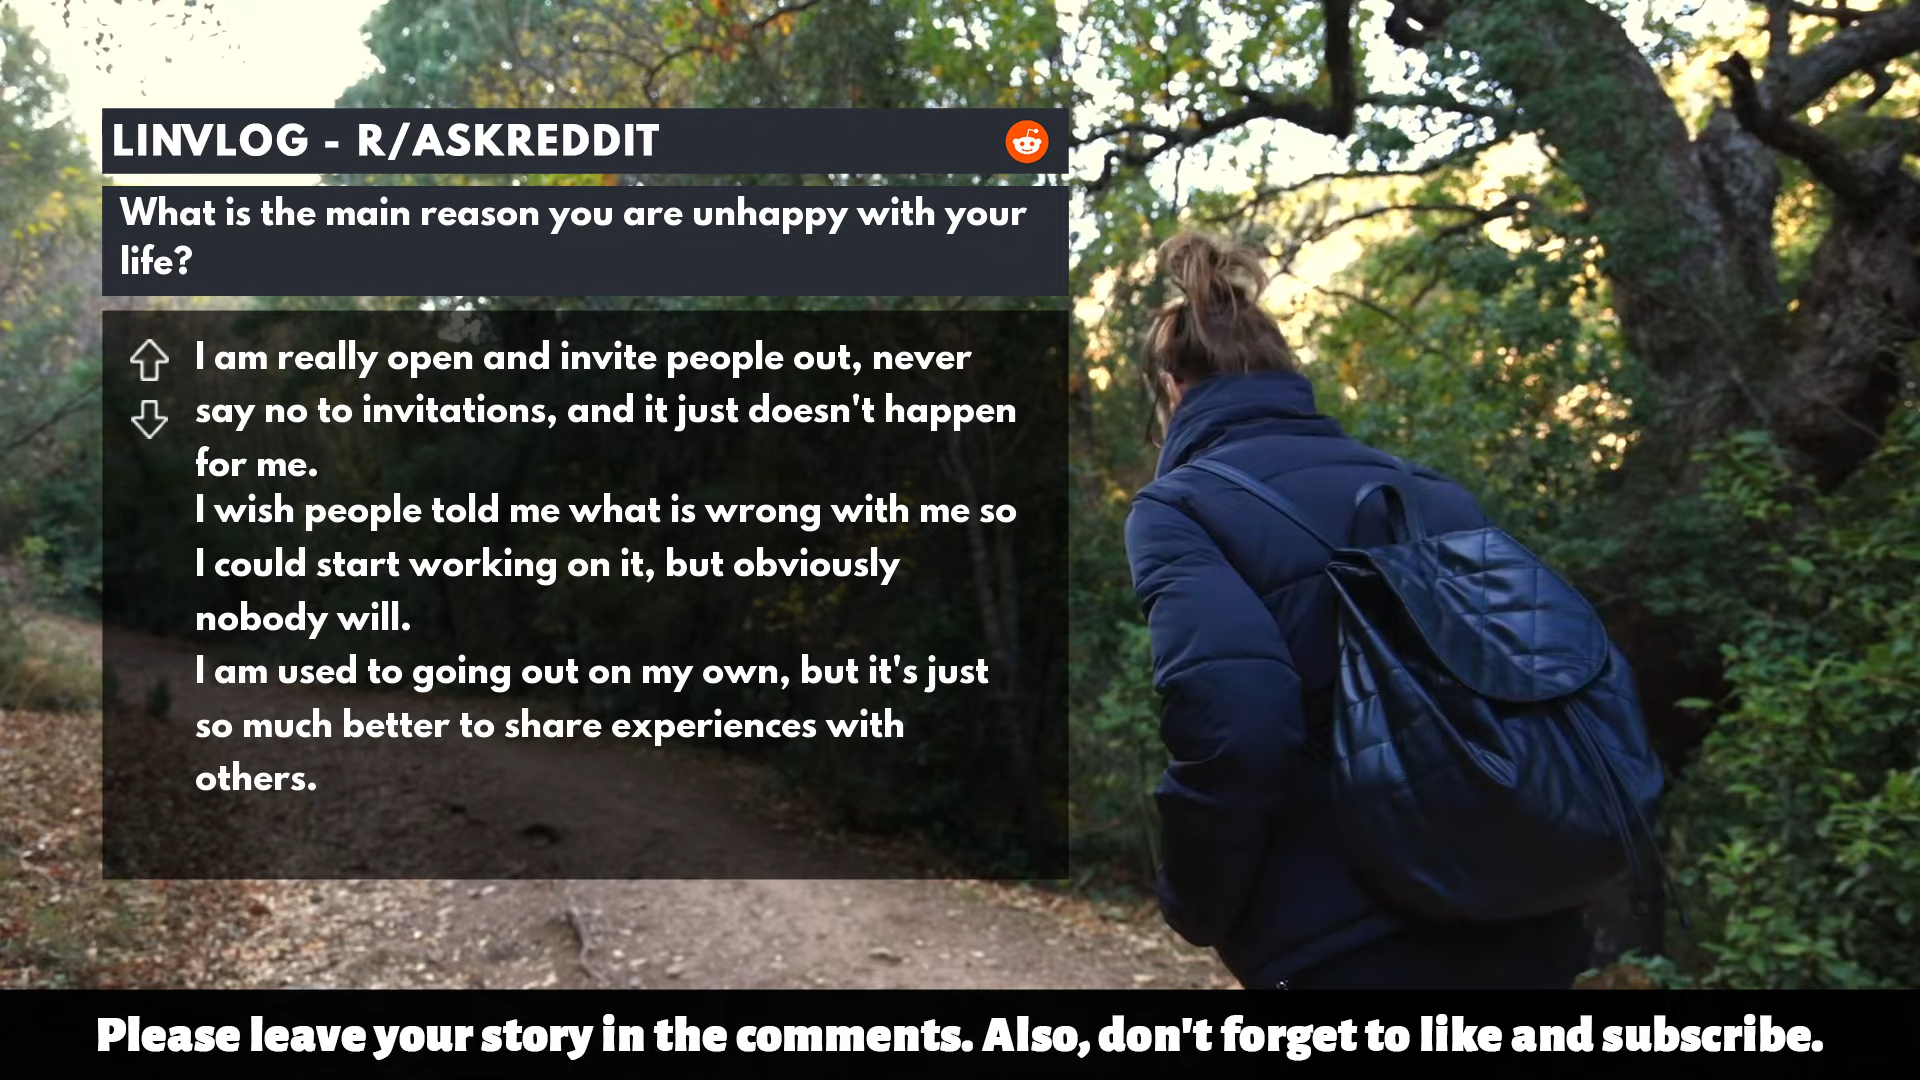 LINVLOG - R/ASKREDDIT
What is the main reason you are unhappy with your
life?
I am really open and invite people out, never
say no to invitations, and it just doesn't happen
for me.
I wish people told me what is wrong with me so
I could start working on it, but obviously
nobody will.
I am used to going out on my own, but it's just
so much better to share experiences with
others.
Please leave your story in the comments. Also, don't forget to like and subscribe.